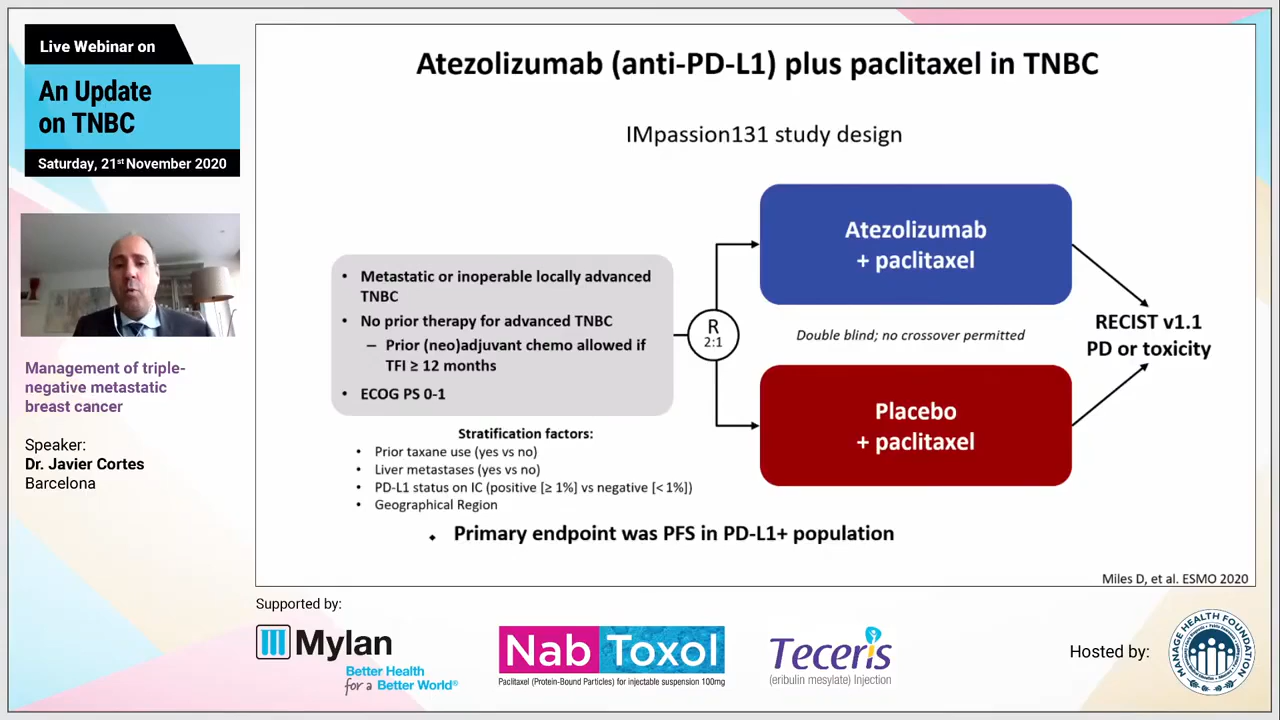 Live Webinar on
An Update
on TNBC
Saturday, 21st November 2020
Management of triple-
negative metastatic
breast cancer
Speaker:
Dr. Javier Cortes
Barcelona
Atezolizumab (anti-PD-L1) plus paclitaxel in TNBC
IMpassion131 study design
• Metastatic or inoperable locally advanced
TNBC
• No prior therapy for advanced TNBC
– Prior (neo)adjuvant chemo allowed if
TFI ≥ 12 months
• ECOG PS 0-1
Stratification factors:
• Prior taxane use (yes vs no)
• Liver metastases (yes vs no)
• PD-L1 status on IC (positive [≥ 1%] vs negative [< 1%])
• Geographical Region
R
2:1
Atezolizumab
+ paclitaxel
Double blind; no crossover permitted
Placebo
+ paclitaxel
RECIST v1.1
PD or toxicity
⬥ Primary endpoint was PFS in PD-L1+ population
Miles D, et al. ESMO 2020
Supported by:
Mylan
Better Health
for a Better World®
Nab Toxol
Paclitaxel (Protein-Bound Particles) for injectable suspension 100mg
Teceris
(eribulin mesylate) Injection
Hosted by:
MANAGE HEALTH FOUNDATION